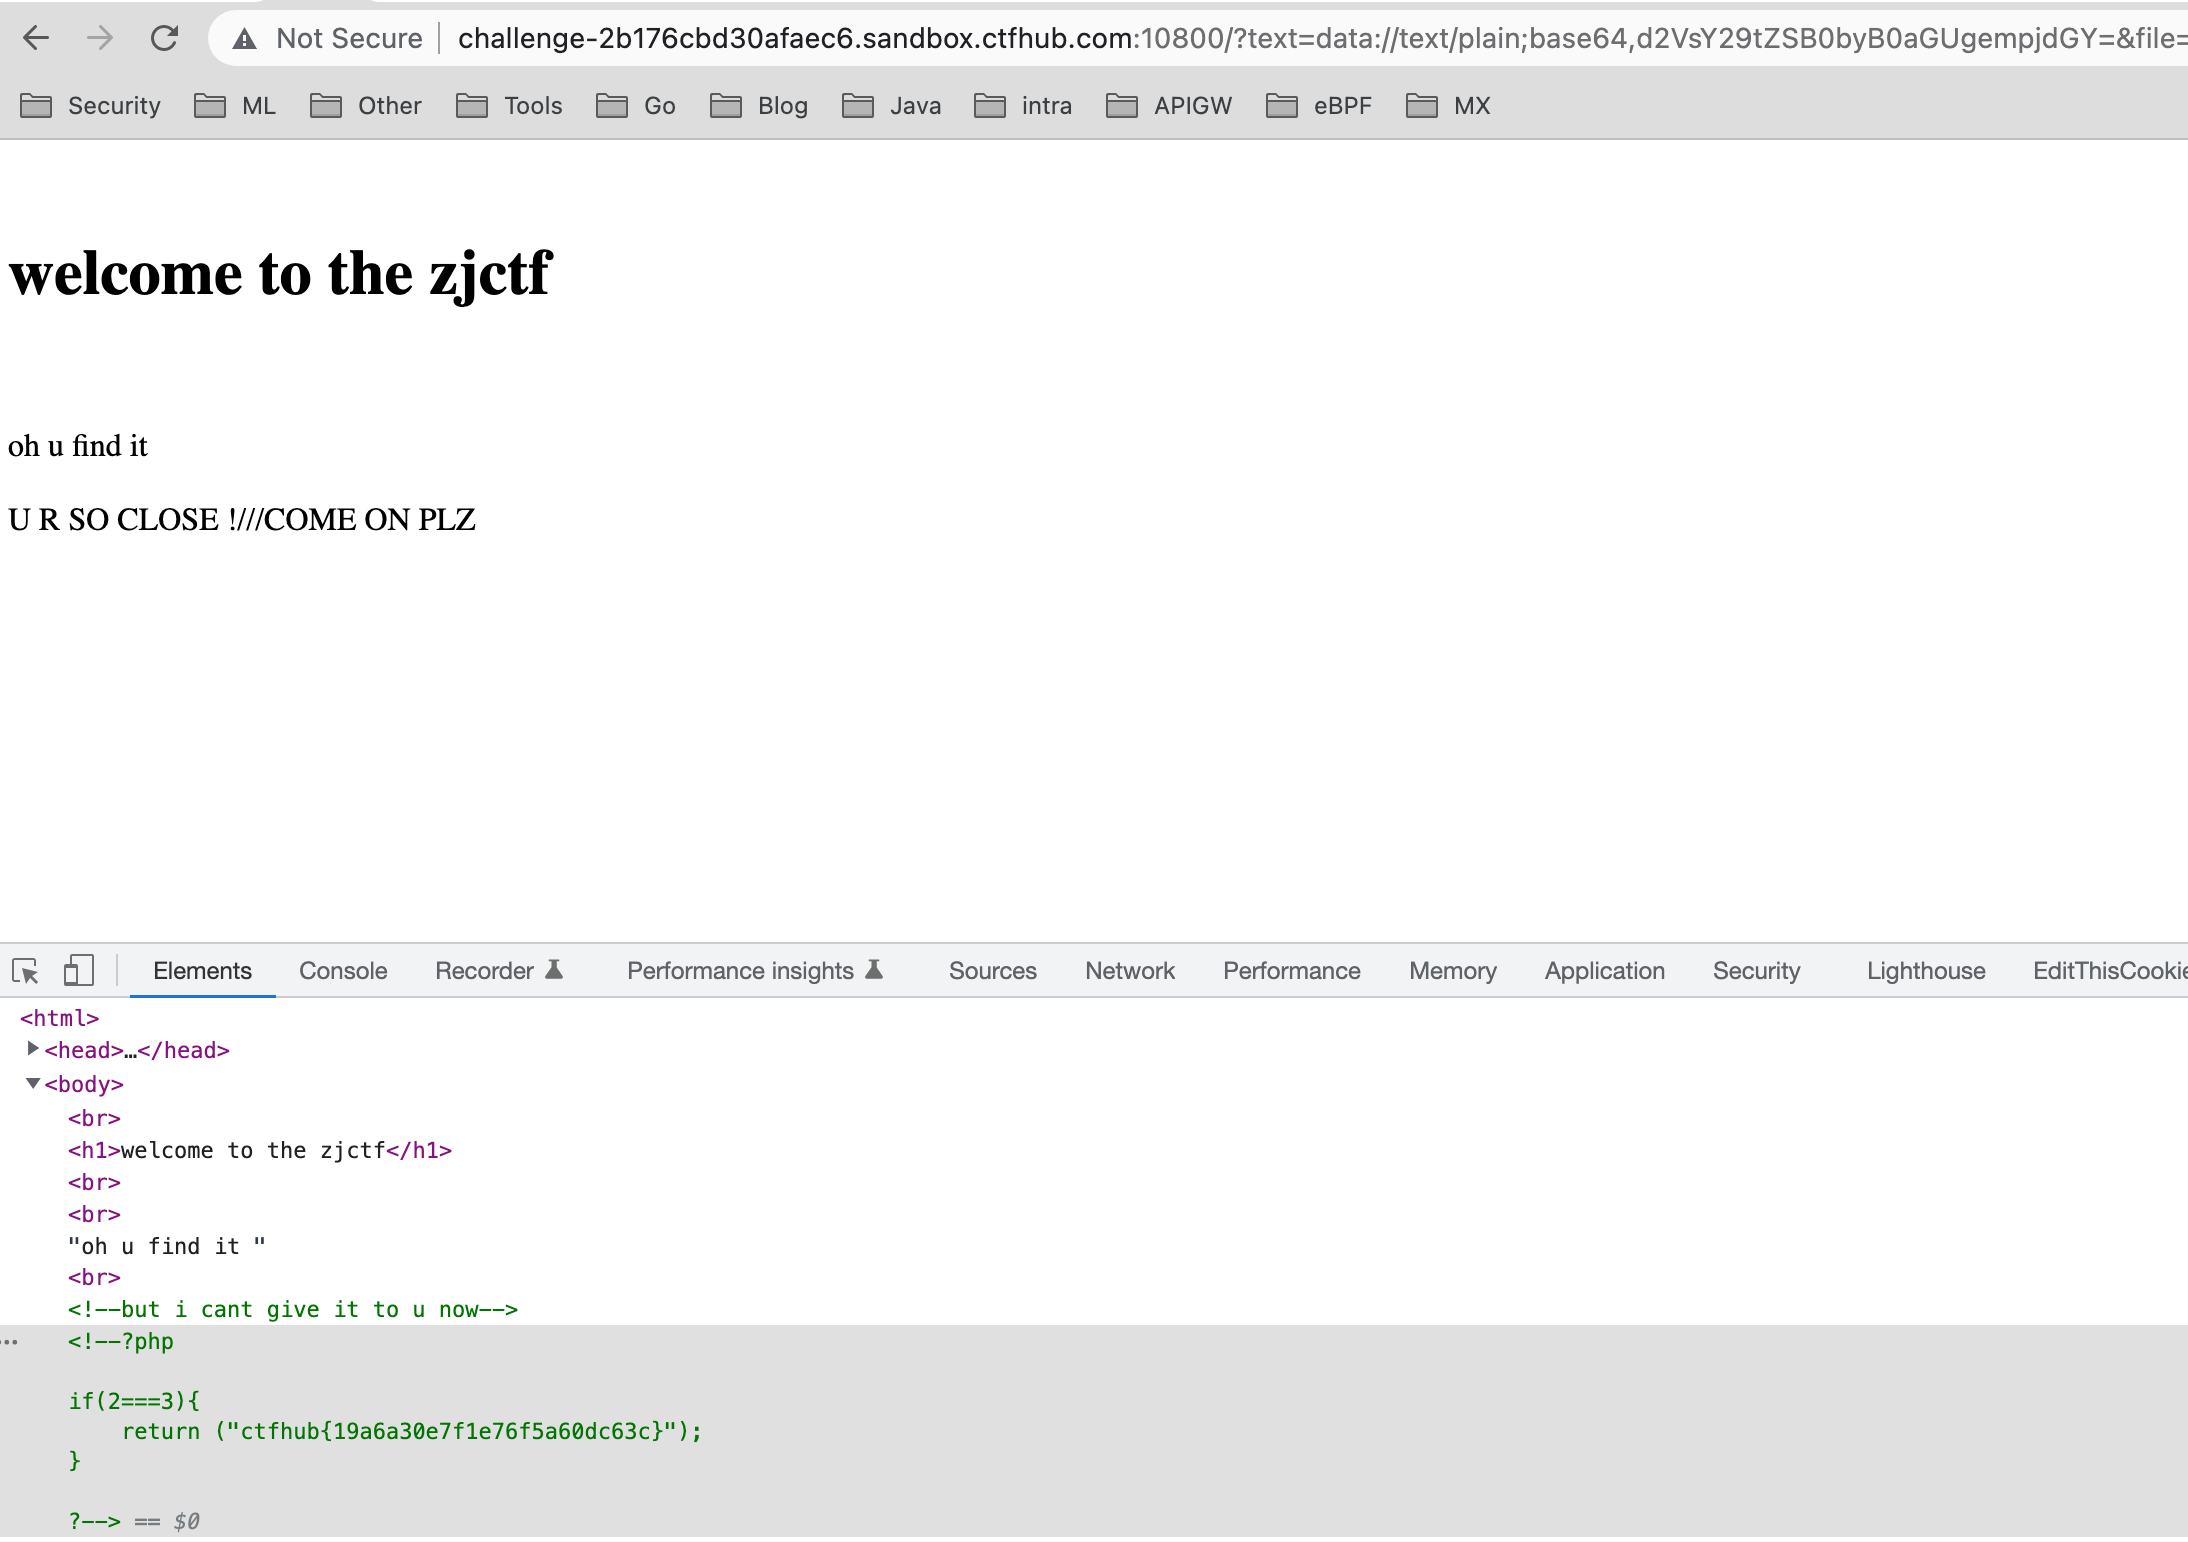 Not Secure challenge-2b176cbd30afaec6.sandbox.ctfhub.com:10800/?text=data://text/plain;base64,d2VsY29tZSB0byB0aGUgempjdGY=&file=
Security ML Other Tools Go Blog Java intra APIGW eBPF MX
welcome to the zjctf
oh u find it
U R SO CLOSE !///COME ON PLZ
Elements Console Recorder Performance insights Sources Network Performance Memory Application Security Lighthouse EditThisCookie
<html>
<head>…</head>
<body>
<br>
<h1>welcome to the zjctf</h1>
<br>
<br>
"oh u find it "
<br>
<!--but i cant give it to u now-->
<!--?php
if(2===3){
return ("ctfhub{19a6a30e7f1e76f5a60dc63c}");
}
?--> == $0